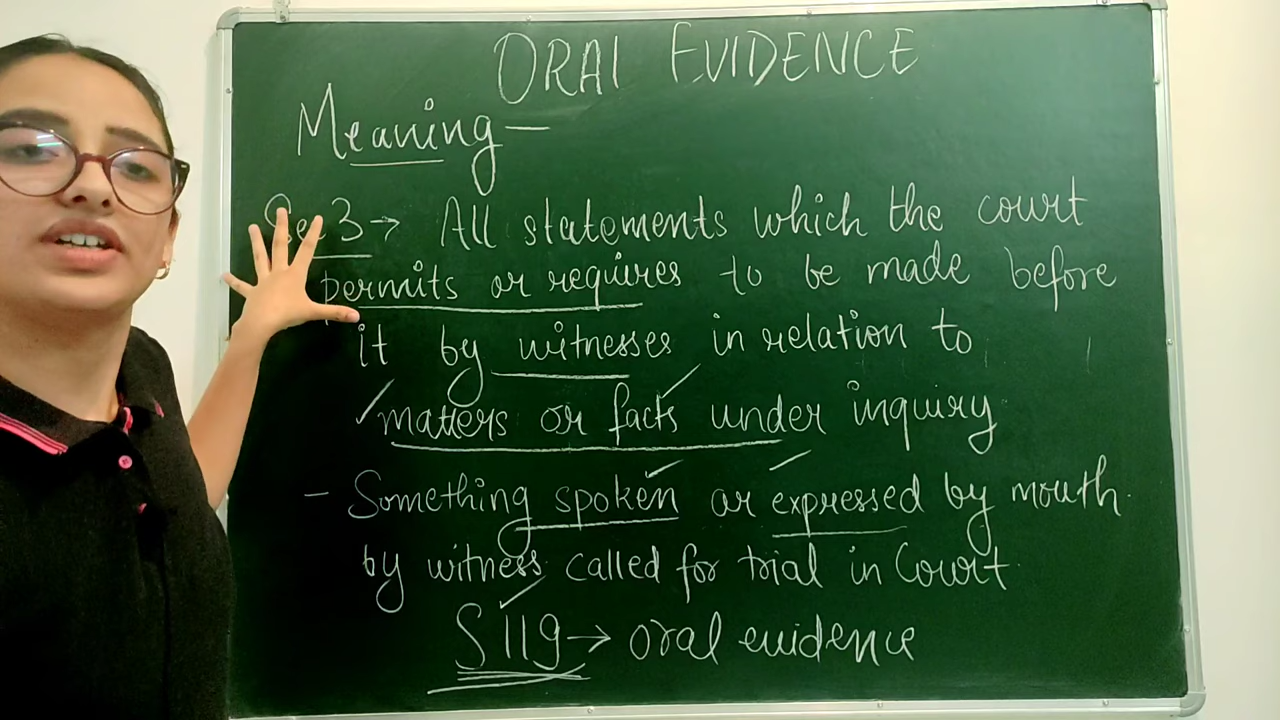 ORAL EVIDENCE
Meaning —
Sec 3 → All statements which the court
permits or requires to be made before
it by witnesses in relation to
matters or facts under inquiry
– Something spoken or expressed by mouth
by witness called for trial in Court.
S 119 → oral evidence